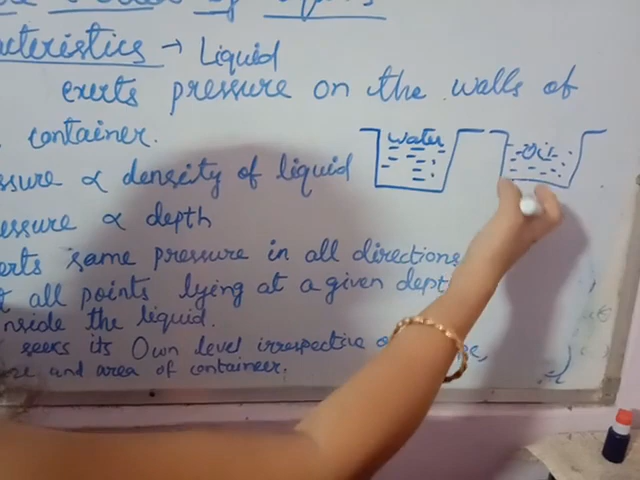 of
cteristics → Liquid
exerts pressure on the walls of
container.
ssure ∝ density of liquid
essure ∝ depth
erts same pressure in all directions
all points lying at a given dept
nside the liquid.
seeks its Own level irrespective
and area of containeer.
water
Oil